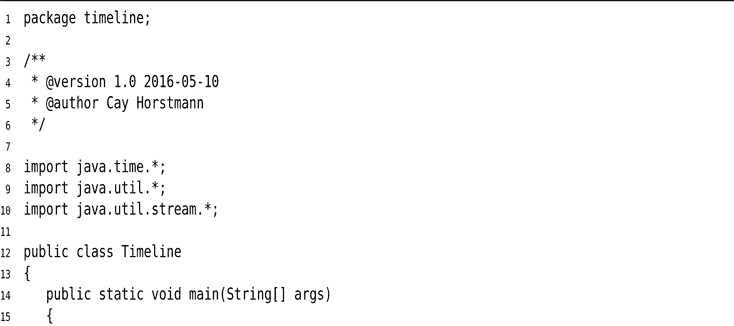 1 package timeline;
2
3 /**
4  * @version 1.0 2016-05-10
5  * @author Cay Horstmann
6  */
7
8 import java.time.*;
9 import java.util.*;
10 import java.util.stream.*;
11
12 public class Timeline
13 {
14    public static void main(String[] args)
15    {